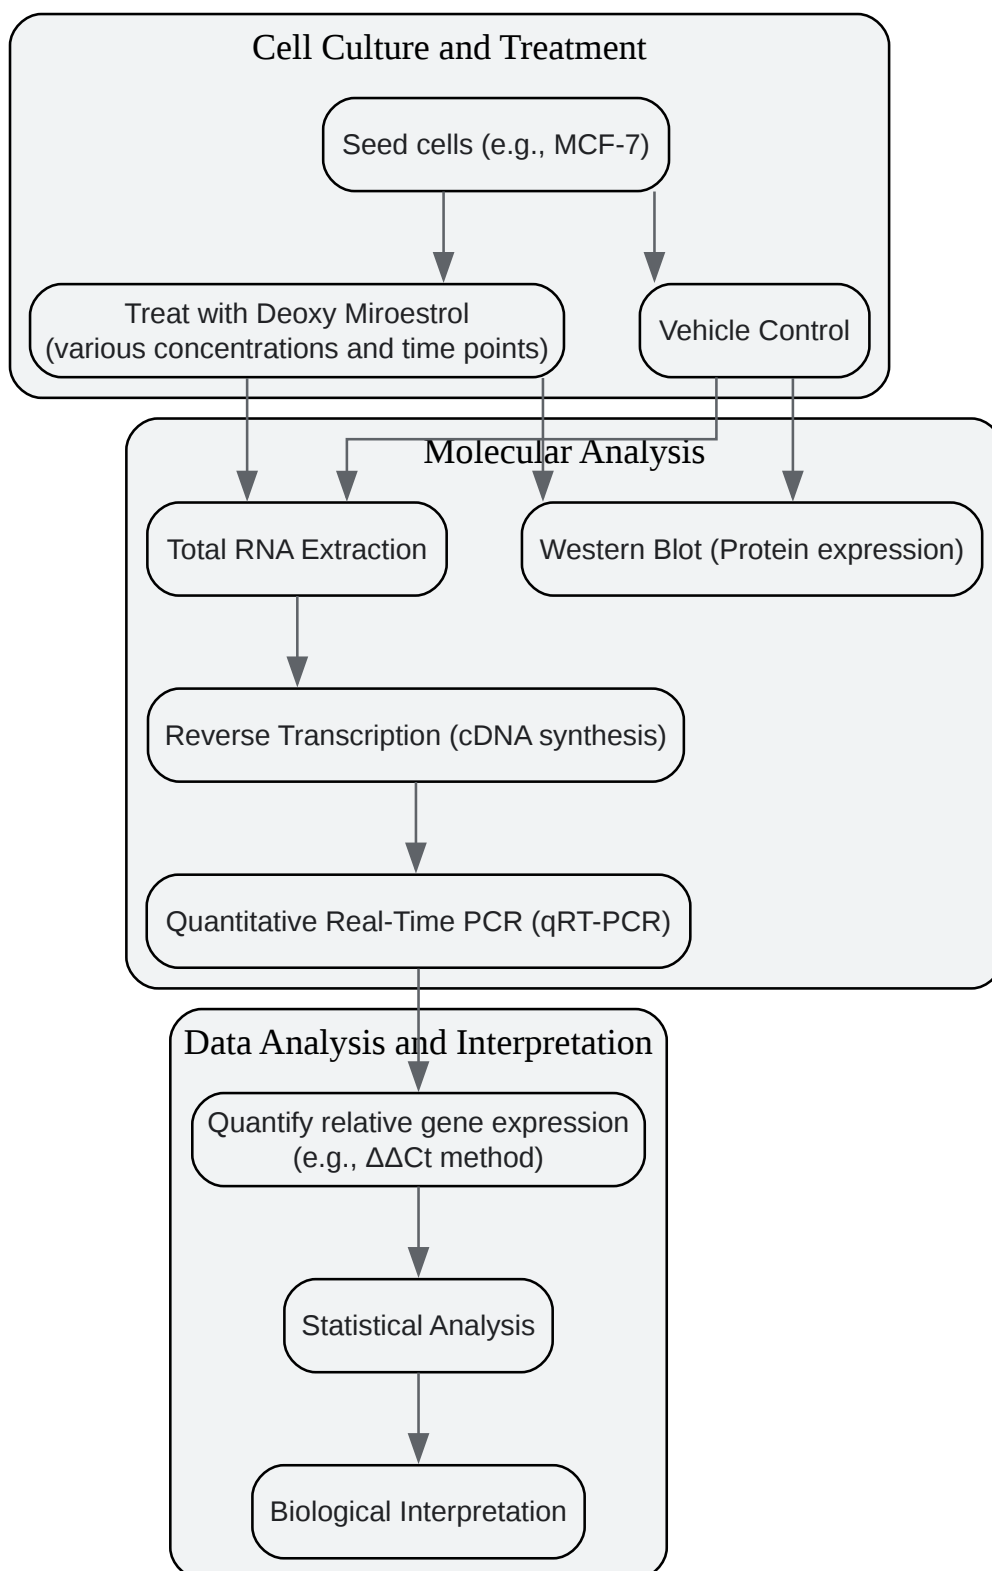 Cell Culture and Treatment
Seed cells (e.g., MCF-7)
Treat with Deoxy Miroestrol
(various concentrations and time points)
Vehicle Control
Molecular Analysis
Total RNA Extraction
Western Blot (Protein expression)
Reverse Transcription (cDNA synthesis)
Quantitative Real-Time PCR (qRT-PCR)
Data Analysis and Interpretation
Quantify relative gene expression
(e.g., ΔΔCt method)
Statistical Analysis
Biological Interpretation